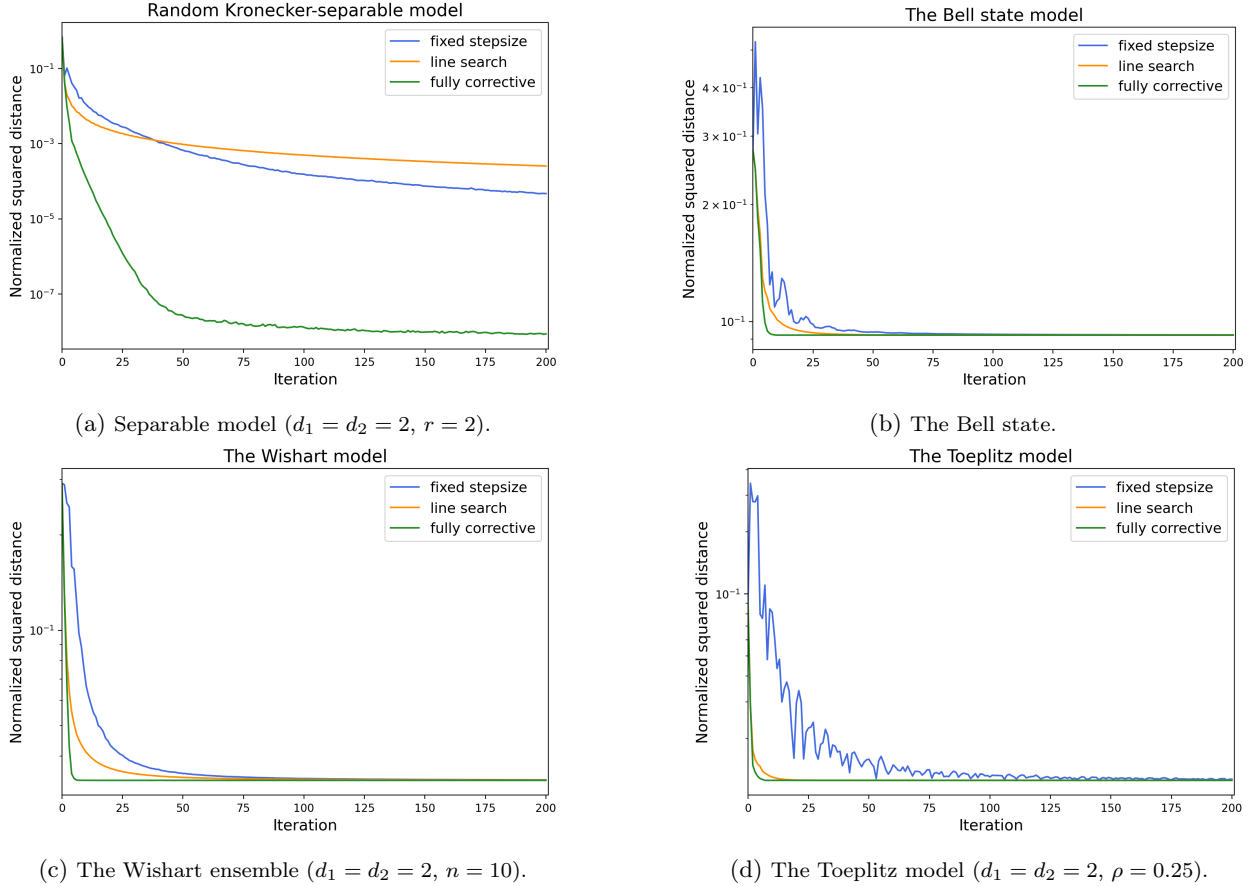 Random Kronecker-separable model
fixed stepsize
line search
fully corrective
10⁻¹
10⁻³
10⁻⁵
10⁻⁷
Normalized squared distance
0 25 50 75 100 125 150 175 200
Iteration
(a) Separable model (d₁ = d₂ = 2, r = 2).
The Bell state model
fixed stepsize
line search
fully corrective
4 × 10⁻¹
3 × 10⁻¹
2 × 10⁻¹
10⁻¹
Normalized squared distance
0 25 50 75 100 125 150 175 200
Iteration
(b) The Bell state.
The Wishart model
fixed stepsize
line search
fully corrective
10⁻¹
Normalized squared distance
0 25 50 75 100 125 150 175 200
Iteration
(c) The Wishart ensemble (d₁ = d₂ = 2, n = 10).
The Toeplitz model
fixed stepsize
line search
fully corrective
10⁻¹
Normalized squared distance
0 25 50 75 100 125 150 175 200
Iteration
(d) The Toeplitz model (d₁ = d₂ = 2, ρ = 0.25).